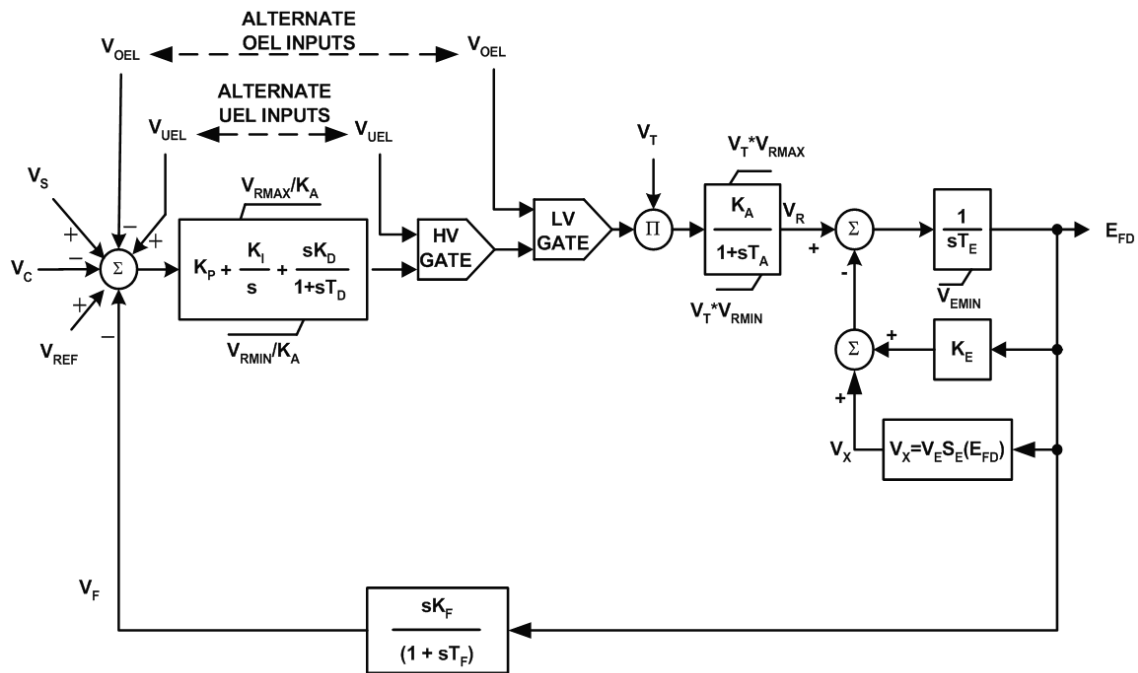 ALTERNATE
OEL INPUTS
V_OEL
V_OEL
ALTERNATE
UEL INPUTS
V_UEL
V_UEL
V_S
V_C
V_REF
+
−
+
−
+
−
Σ
V_RMAX/K_A
K_P + K_I/s + sK_D/1+sT_D
V_RMIN/K_A
HV
GATE
LV
GATE
V_T
Π
V_T*V_RMAX
K_A
1+sT_A
V_T*V_RMIN
V_R
+
Σ
-
1
sT_E
V_EMIN
E_FD
Σ
+
K_E
+
V_X
V_X=V_E S_E(E_FD)
V_F
sK_F
(1 + sT_F)